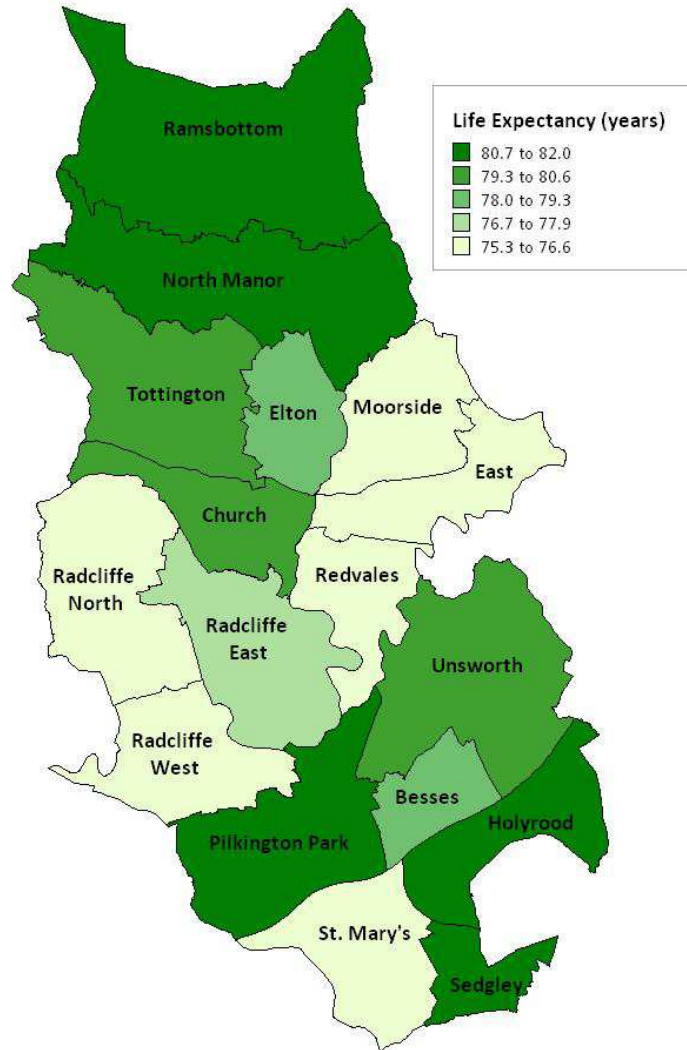 Ramsbottom
Life Expectancy (years)
80.7 to 82.0
79.3 to 80.6
78.0 to 79.3
76.7 to 77.9
75.3 to 76.6
North Manor
Tottington
Elton
Moorside
East
Church
Radcliffe
North
Redvales
Radcliffe
East
Unsworth
Radcliffe
West
Besses
Holyrood
Pilkington Park
St. Mary's
Sedgley